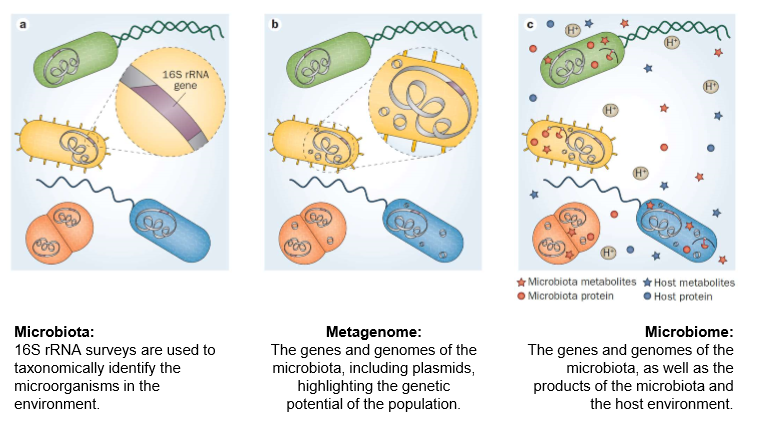 a
16S rRNA
gene
b
c
H+
H+
H+
H+
H+
H+
Microbiota metabolites
Host metabolites
Microbiota protein
Host protein
Microbiota:
16S rRNA surveys are used to
taxonomically identify the
microorganisms in the
environment.
Metagenome:
The genes and genomes of the
microbiota, including plasmids,
highlighting the genetic
potential of the population.
Microbiome:
The genes and genomes of the
microbiota, as well as the
products of the microbiota and
the host environment.